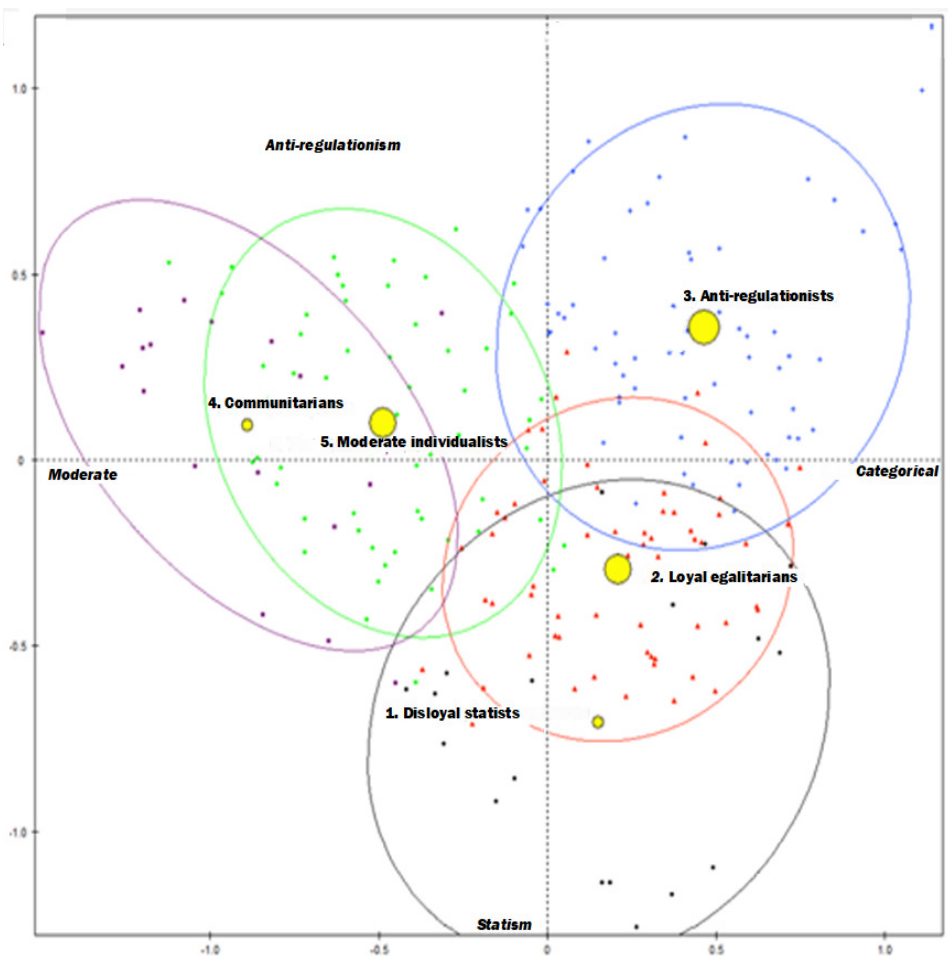 1.0
Anti-regulationism
0.5
3. Anti-regulationists
4. Communitarians
5. Moderate individualists
0
Moderate
Categorical
2. Loyal egalitarians
-0.5
1. Disloyal statists
-1.0
Statism
-1.0
-0.5
0
0.5
1.0